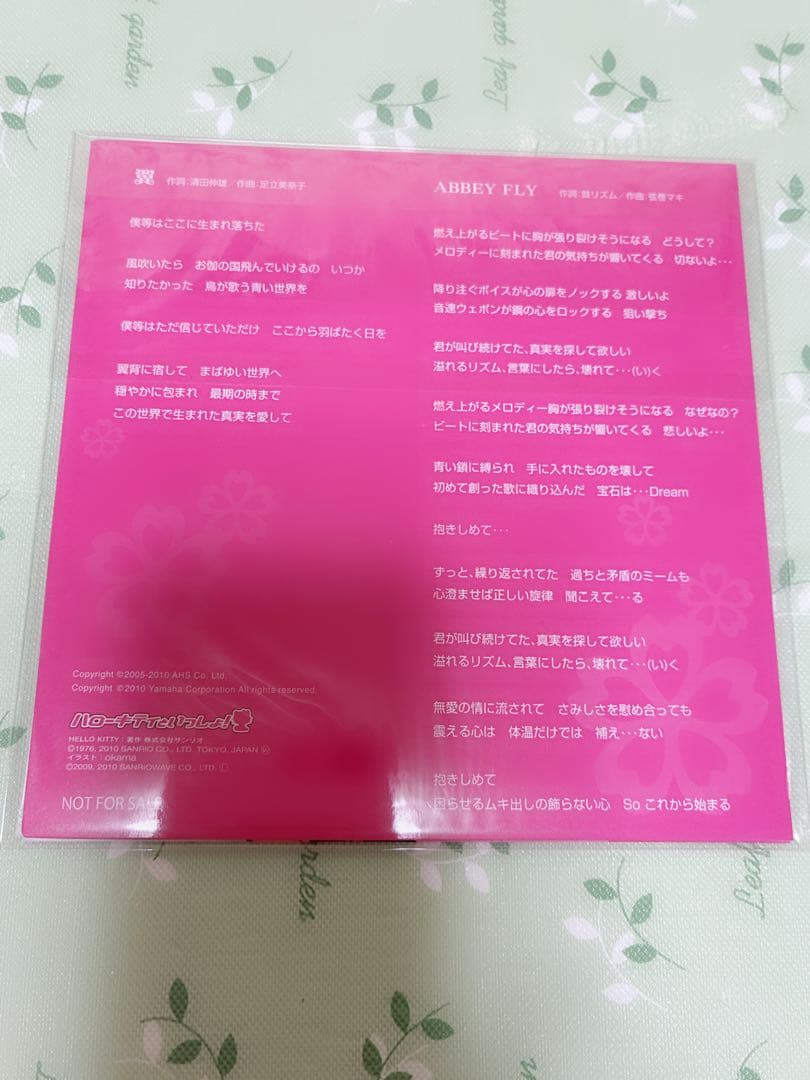 翼 作詞:清田伸雄/作曲:足立美奈子
僕等はここに生まれ落ちた
風吹いたら お伽の国飛んでいけるの いつか
知りたかった 鳥が歌う青い世界を
僕等はただ信じていただけ ここから羽ばたく日を
翼背に宿して まばゆい世界へ
穏やかに包まれ 最期の時まで
この世界で生まれた真実を愛して
Copyright ©2005-2010 AHS Co. Ltd.
Copyright ©2010 Yamaha Corporation All rights reserved.
ハローキティといっしょ!
HELLO KITTY:著作 株式会社サンリオ
©1976, 2010 SANRIO CO., LTD. TOKYO, JAPAN Ⓗ
イラスト:okama
©2009, 2010 SANRIOWAVE CO., LTD. Ⓛ
NOT FOR SALE
ABBEY FLY 作詞:鼓リズム/作曲:弦巻マキ
燃え上がるビートに胸が張り裂けそうになる どうして?
メロディーに刻まれた君の気持ちが響いてくる 切ないよ・・・
降り注ぐボイスが心の扉をノックする 激しいよ
音速ウェポンが鋼の心をロックする 狙い撃ち
君が叫び続けてた、真実を探して欲しい
溢れるリズム、言葉にしたら、壊れて・・・(い)く
燃え上がるメロディー胸が張り裂けそうになる なぜなの?
ビートに刻まれた君の気持ちが響いてくる 悲しいよ・・・
青い鎖に縛られ 手に入れたものを壊して
初めて創った歌に織り込んだ 宝石は・・・Dream
抱きしめて・・・
ずっと、繰り返されてた 過ちと矛盾のミームも
心澄ませば正しい旋律 聞こえて・・・る
君が叫び続けてた、真実を探して欲しい
溢れるリズム、言葉にしたら、壊れて・・・(い)く
無愛の情に流されて さみしさを慰め合っても
震える心は 体温だけでは 補え・・・ない
抱きしめて
困らせるムキ出しの飾らない心 So これから始まる
Leaf garden
garden
garden
Leaf